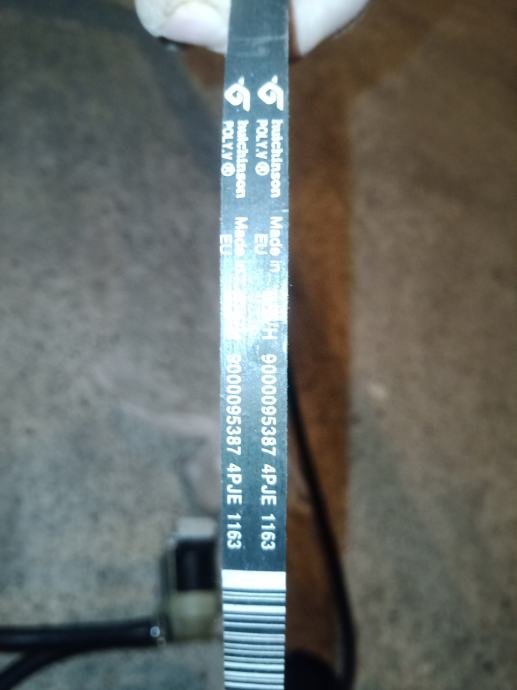 hutchinson Made in
POLY.V ® EU
9000095387 4PJE 1163
hutchinson Made in
POLY.V ® EU
9000095387 4PJE 1163